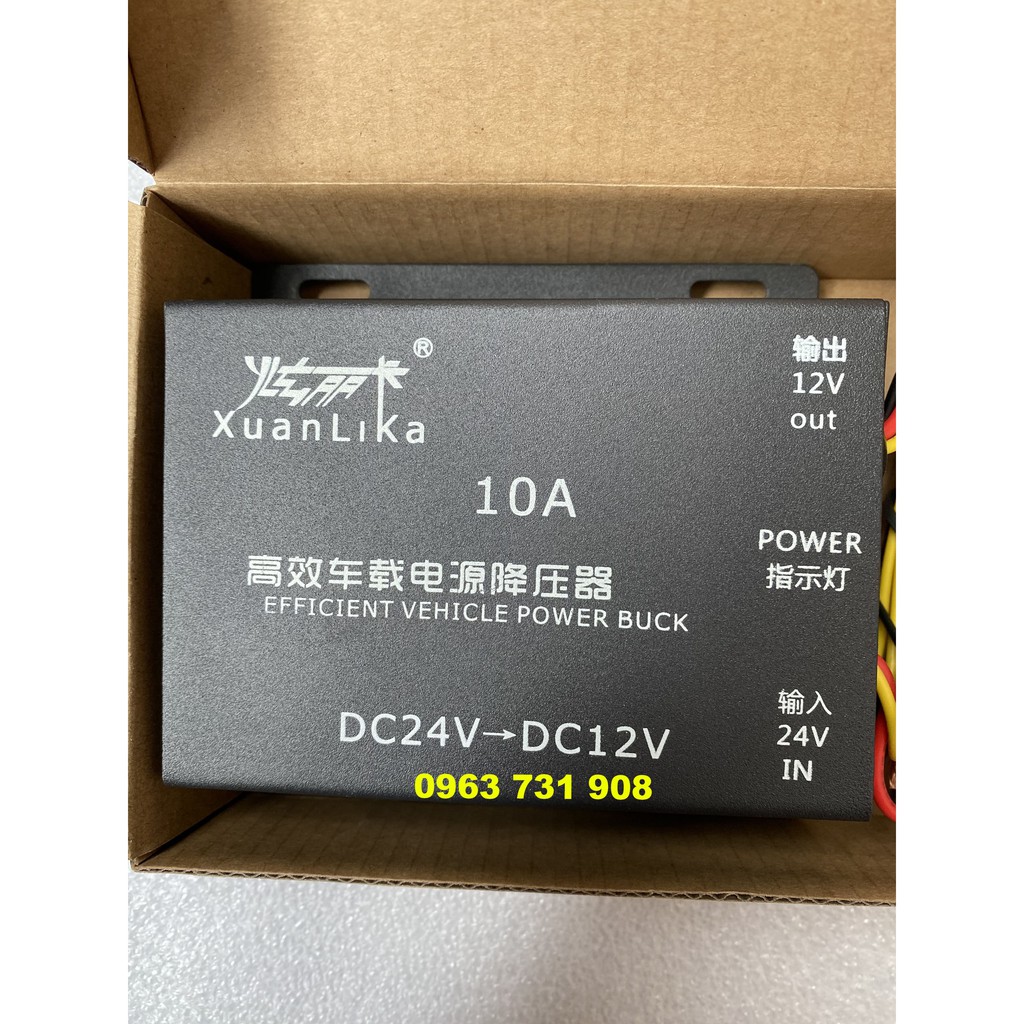 炫丽卡®
XuanLika
10A
高效车载电源降压器
EFFICIENT VEHICLE POWER BUCK
DC24V→DC12V
0963 731 908
输出
12V
out
POWER
指示灯
输入
24V
IN